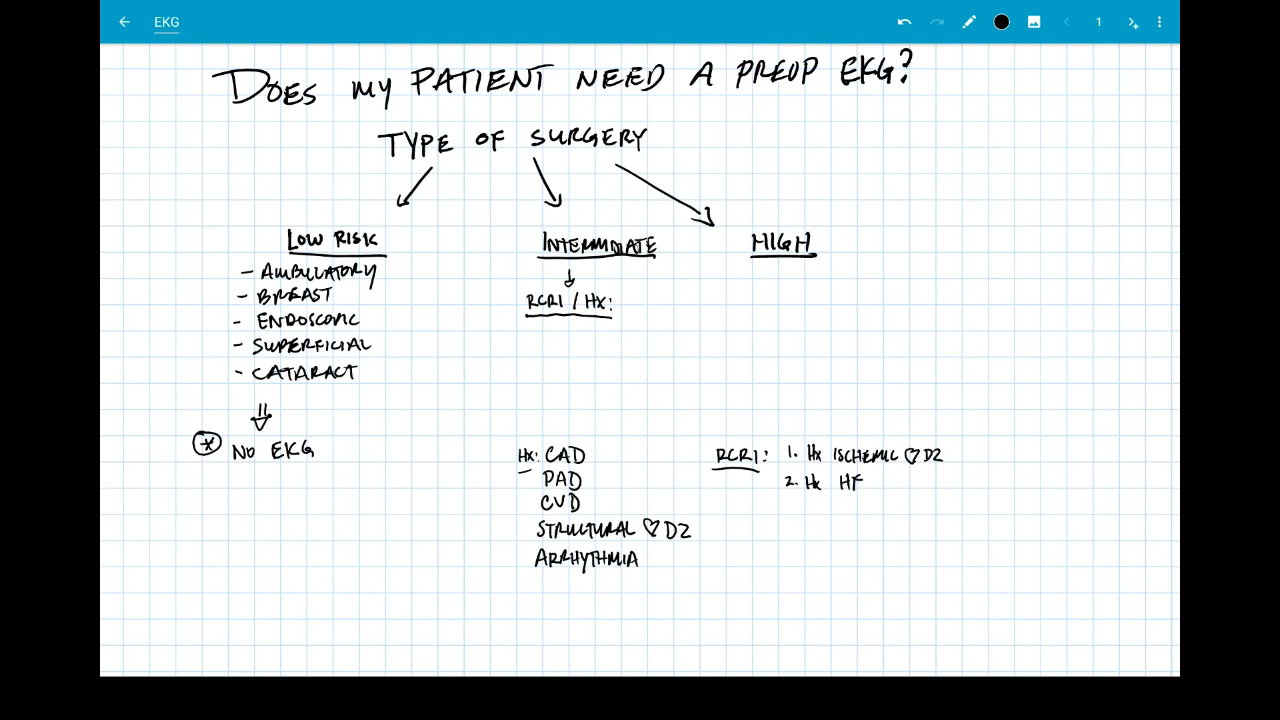 EKG
1
DOES MY PATIENT NEED A PREOP EKG?
TYPE OF SURGERY
LOW RISK
- AMBULATORY
- BREAST
- ENDOSCOPIC
- SUPERFICIAL
- CATARACT
* NO EKG
INTERMEDIATE
RCRI / HX:
HIGH
HX: CAD
PAD
CVD
STRUCTURAL ♡ DZ
ARRHYTHMIA
RCRI: 1. HX ISCHEMIC ♡ DZ
2. HX HF